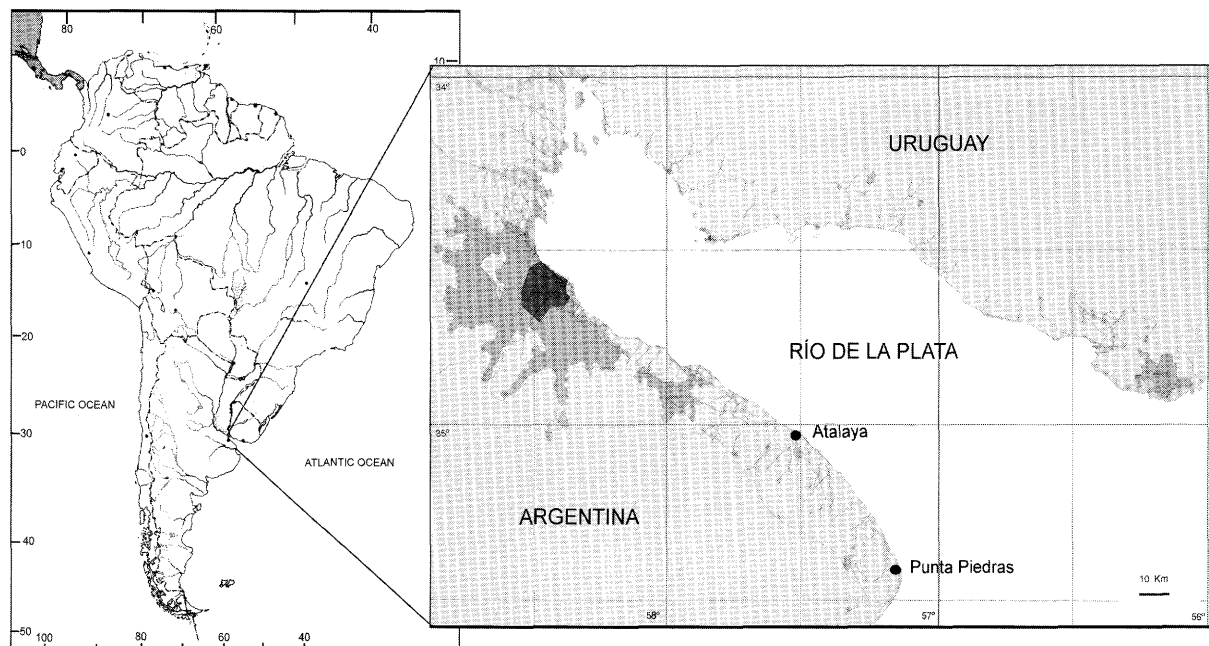 80
60
40
10
34°
URUGUAY
0
10
RÍO DE LA PLATA
20
PACIFIC OCEAN
35°
Atalaya
30
ATLANTIC OCEAN
ARGENTINA
40
Punta Piedras
10 Km
58°
57°
56°
50
100
80
60
40